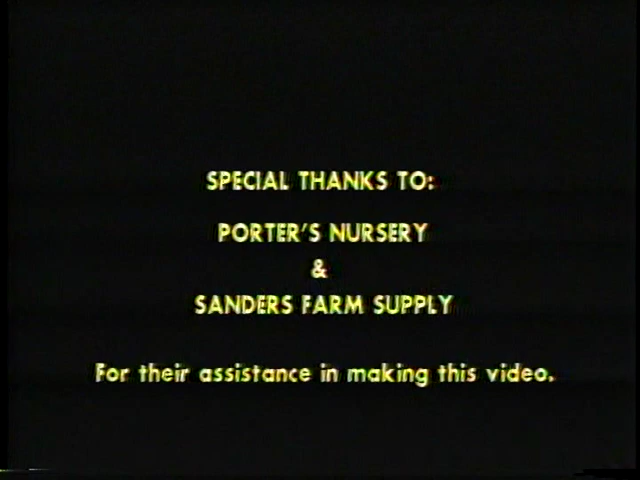 SPECIAL THANKS TO:
PORTER'S NURSERY
&
SANDERS FARM SUPPLY
For their assistance in making this video.